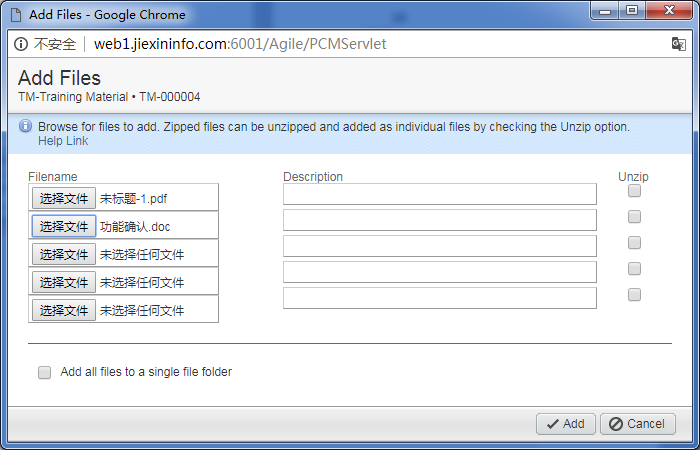 Add Files - Google Chrome
不安全 web1.jiexininfo.com:6001/Agile/PCMServlet
Add Files
TM-Training Material • TM-000004
Browse for files to add. Zipped files can be unzipped and added as individual files by checking the Unzip option.
Help Link
Filename Description Unzip
选择文件 未标题-1.pdf
选择文件 功能确认.doc
选择文件 未选择任何文件
选择文件 未选择任何文件
选择文件 未选择任何文件
Add all files to a single file folder
Add Cancel